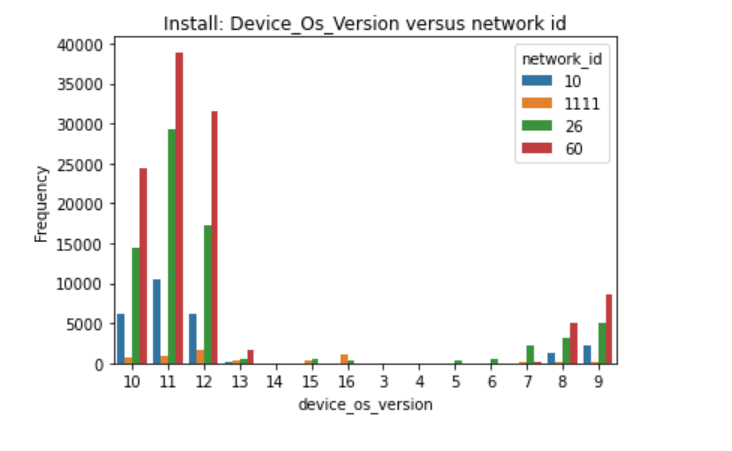 Install: Device_Os_Version versus network id
network_id
10
1111
26
60
40000
35000
30000
25000
20000
15000
10000
5000
0
Frequency
10 11 12 13 14 15 16 3 4 5 6 7 8 9
device_os_version